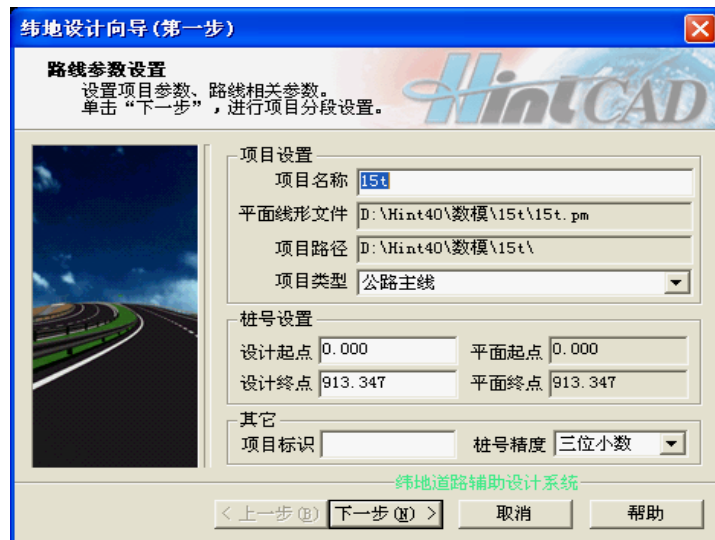 纬地设计向导(第一步)
路线参数设置
设置项目参数、路线相关参数。
单击“下一步”，进行项目分段设置。
HintCAD
项目设置
项目名称 15t
平面线形文件 D:\Hint40\数模\15t\15t.pm
项目路径 D:\Hint40\数模\15t\
项目类型 公路主线
桩号设置
设计起点 0.000 平面起点 0.000
设计终点 913.347 平面终点 913.347
其它
项目标识 桩号精度 三位小数
纬地道路辅助设计系统
< 上一步(B) 下一步(N) > 取消 帮助